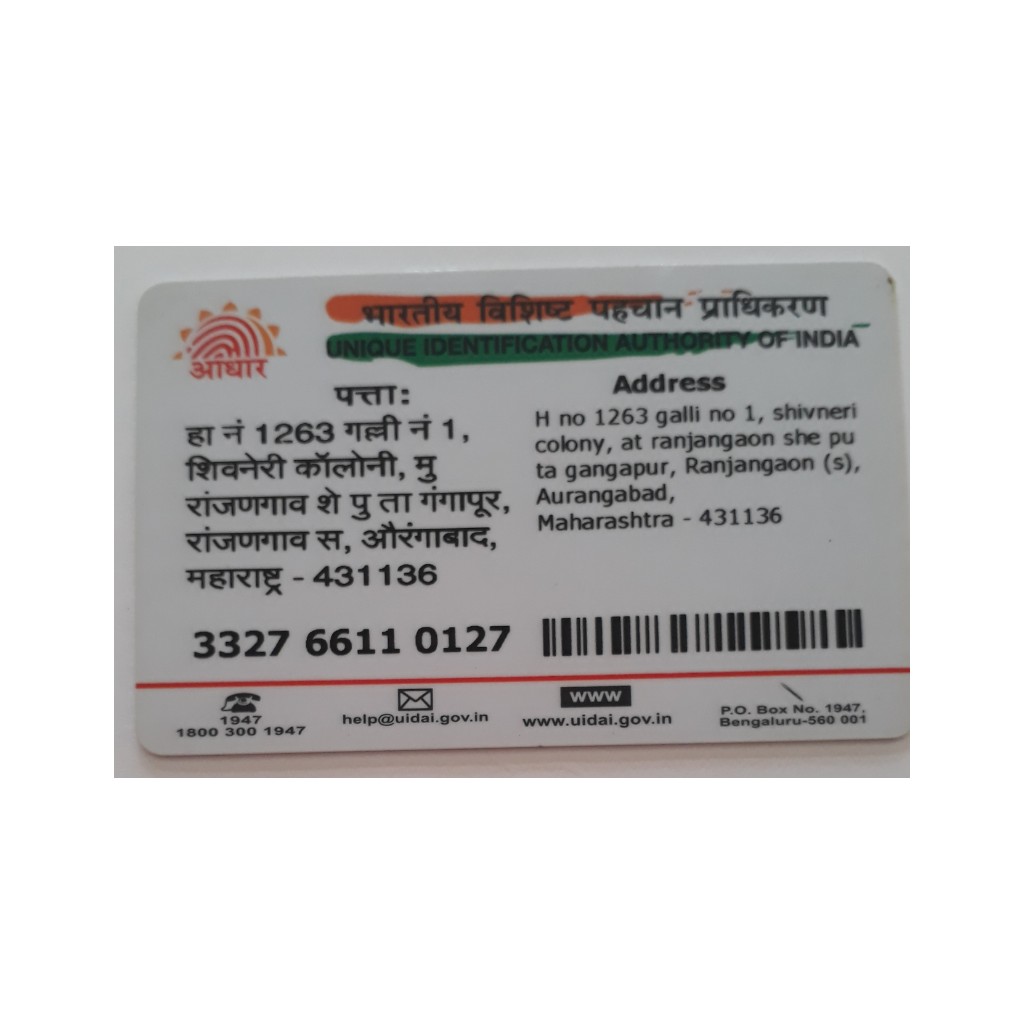 भारतीय विशिष्ट पहचान प्राधिकरण
UNIQUE IDENTIFICATION AUTHORITY OF INDIA
आधार
पत्ता:
हा नं 1263 गल्ली नं 1,
शिवनेरी कॉलोनी, मु
रांजणगाव शे पु ता गंगापूर,
रांजणगाव स, औरंगाबाद,
महाराष्ट्र - 431136
Address
H no 1263 galli no 1, shivneri
colony, at ranjangaon she pu
ta gangapur, Ranjangaon (s),
Aurangabad,
Maharashtra - 431136
3327 6611 0127
1947
1800 300 1947
help@uidai.gov.in
www
www.uidai.gov.in
P.O. Box No. 1947,
Bengaluru-560 001